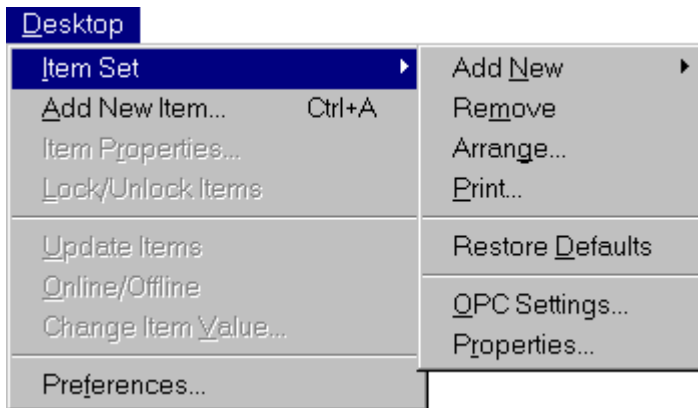 Desktop
Item Set
Add New Item... Ctrl+A
Item Properties...
Lock/Unlock Items
Update Items
Online/Offline
Change Item Value...
Preferences...
Add New
Remove
Arrange...
Print...
Restore Defaults
OPC Settings...
Properties...